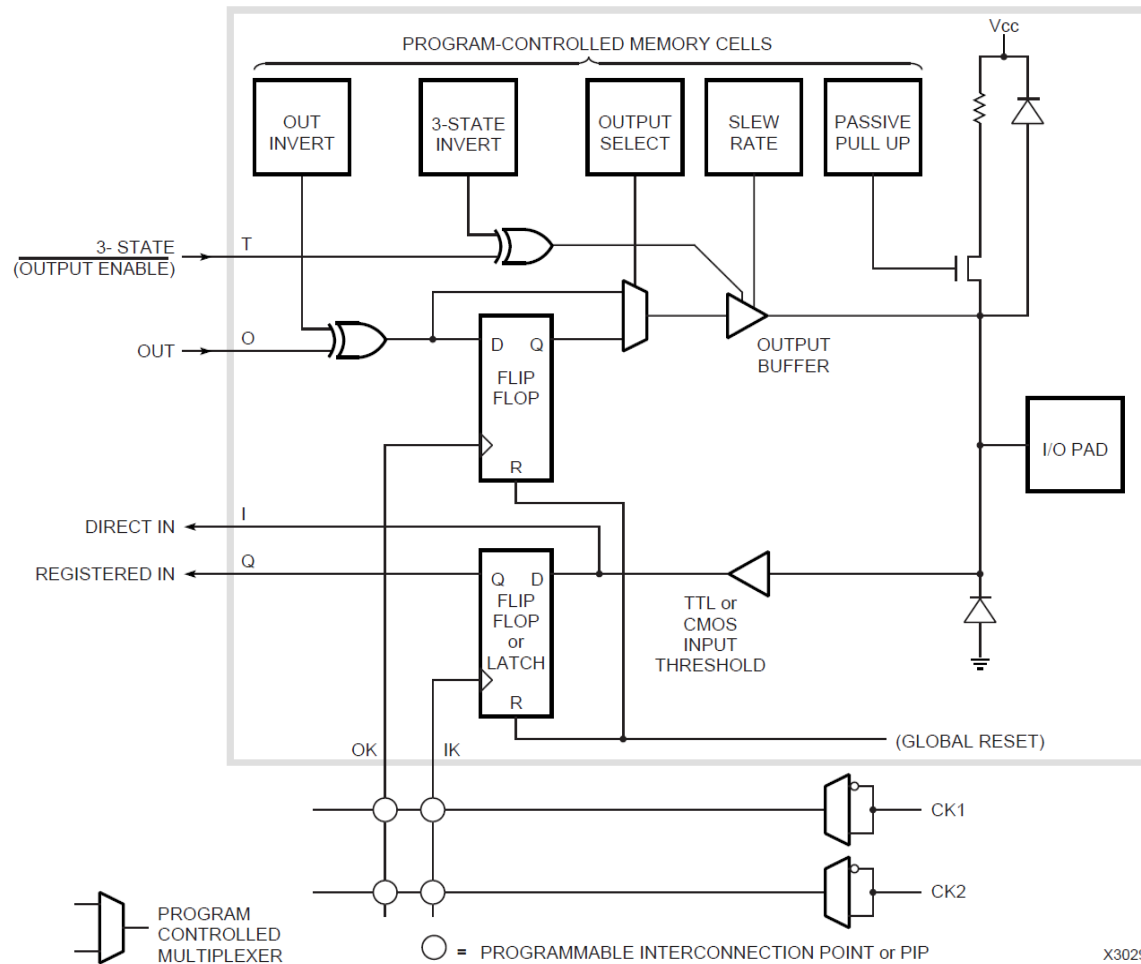 Vcc
PROGRAM-CONTROLLED MEMORY CELLS
OUT
INVERT
3-STATE
INVERT
OUTPUT
SELECT
SLEW
RATE
PASSIVE
PULL UP
3- STATE
(OUTPUT ENABLE)
T
OUT
O
D
Q
FLIP
FLOP
R
OUTPUT
BUFFER
I/O PAD
DIRECT IN
I
REGISTERED IN
Q
Q
D
FLIP
FLOP
or
LATCH
R
TTL or
CMOS
INPUT
THRESHOLD
OK
IK
(GLOBAL RESET)
CK1
CK2
PROGRAM
CONTROLLED
MULTIPLEXER
= PROGRAMMABLE INTERCONNECTION POINT or PIP
X3029